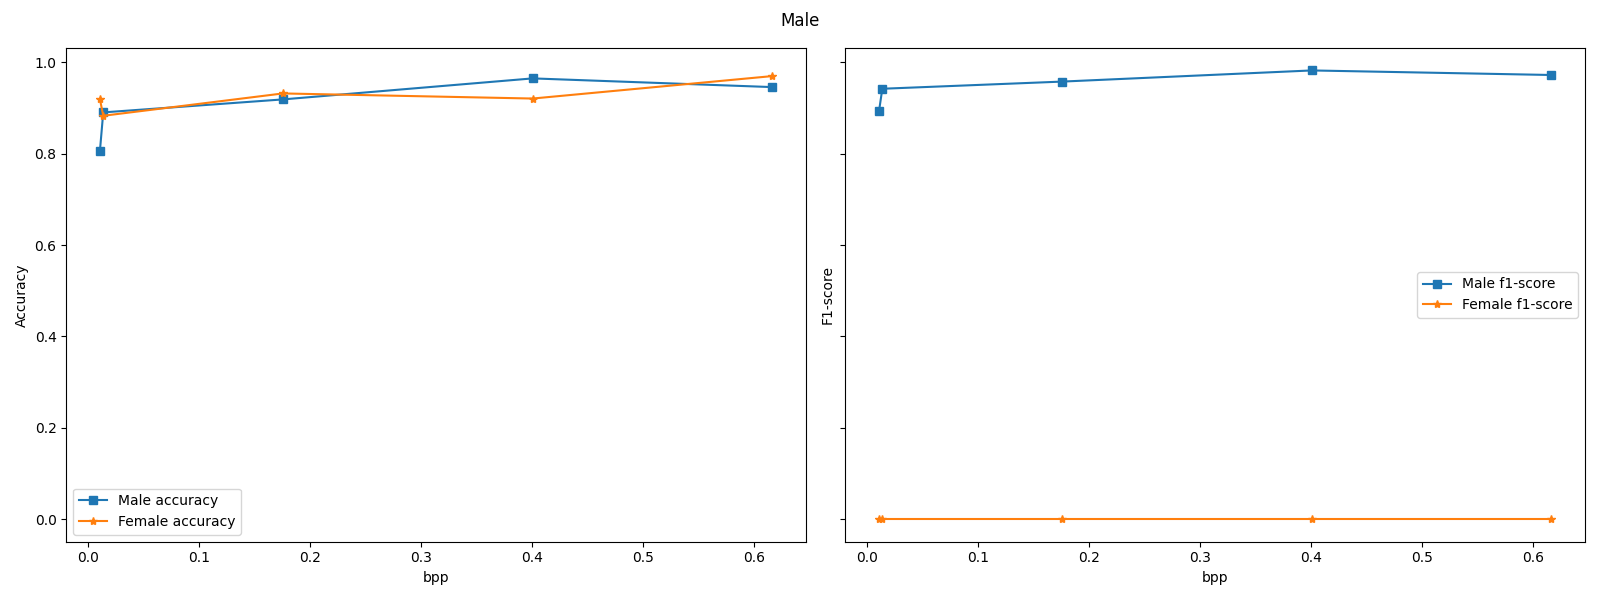 Male
1.0
0.8
0.6
0.4
0.2
0.0
Accuracy
Male accuracy
Female accuracy
0.0 0.1 0.2 0.3 0.4 0.5 0.6
bpp
F1-score
Male f1-score
Female f1-score
0.0 0.1 0.2 0.3 0.4 0.5 0.6
bpp